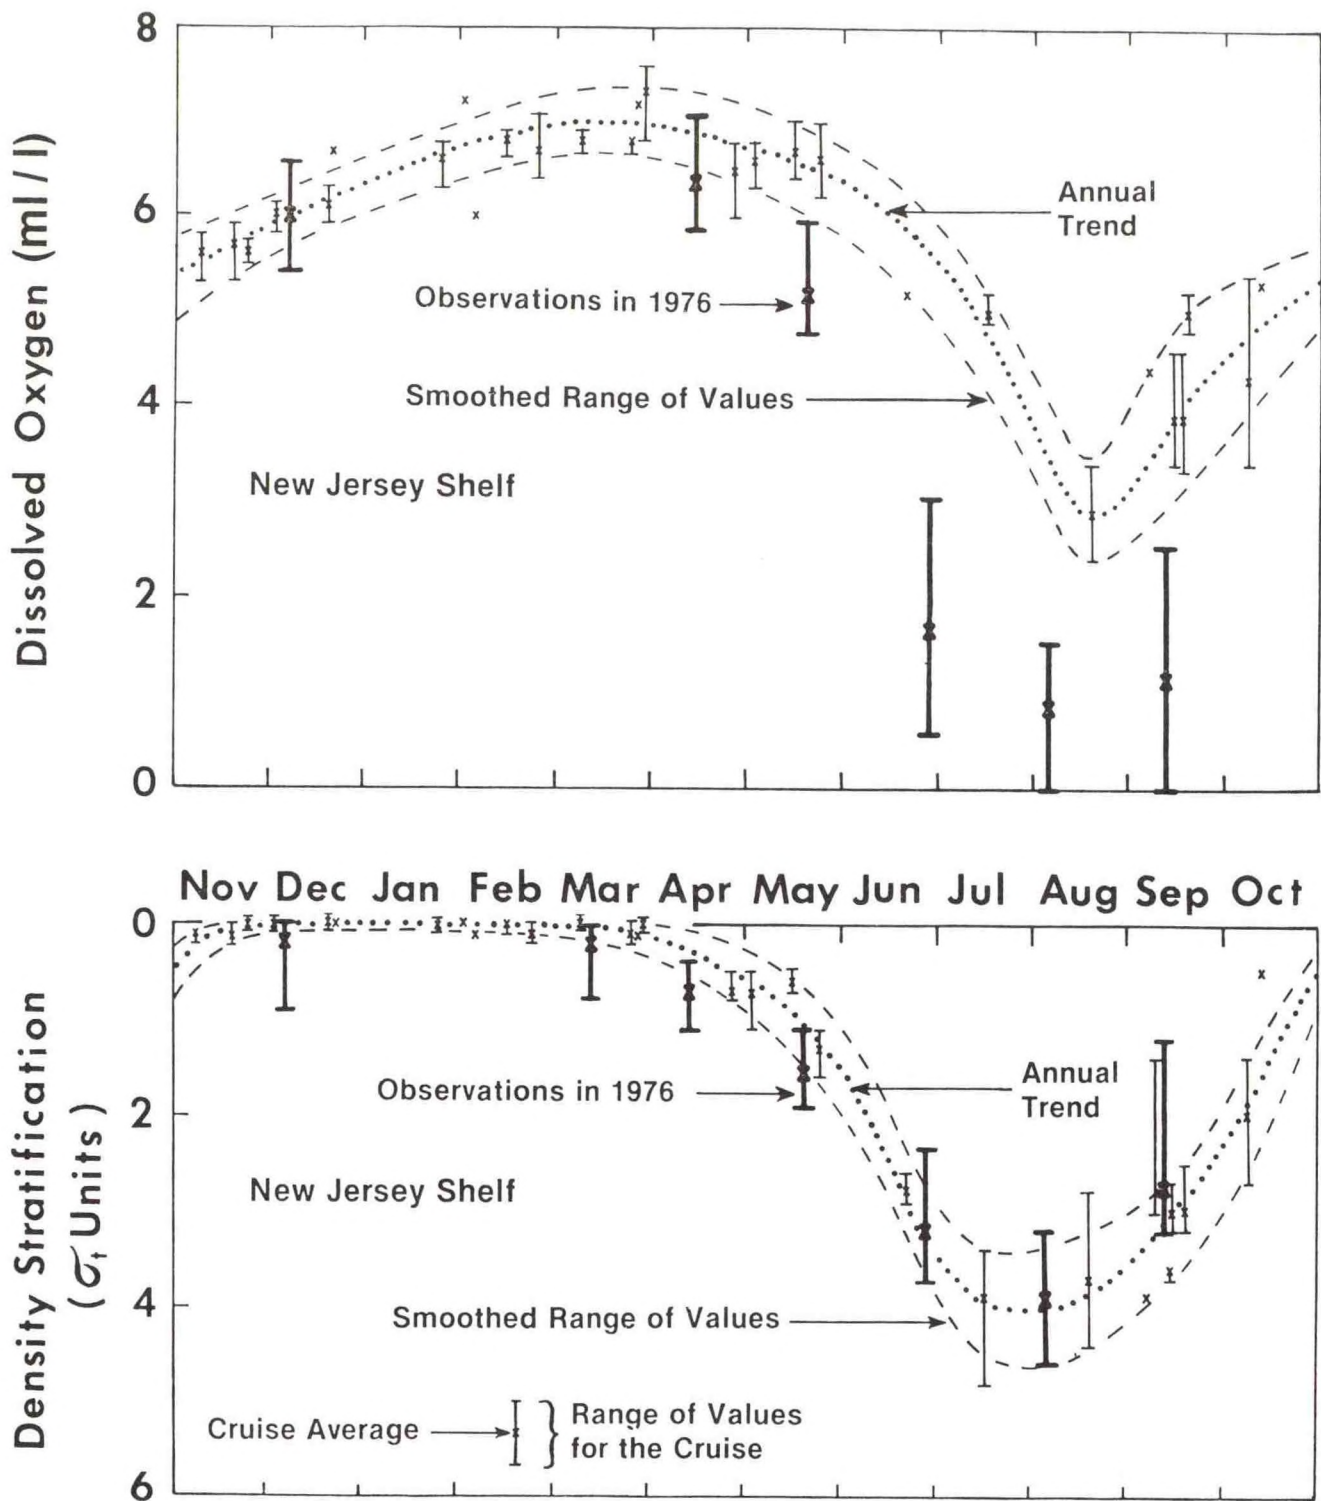 8
6
4
2
0
Dissolved Oxygen (ml / l)
Annual
Trend
Observations in 1976
Smoothed Range of Values
New Jersey Shelf
Nov Dec Jan Feb Mar Apr May Jun Jul Aug Sep Oct
0
2
4
6
Density Stratification
(σt Units)
Observations in 1976
Annual
Trend
New Jersey Shelf
Smoothed Range of Values
Cruise Average
Range of Values
for the Cruise